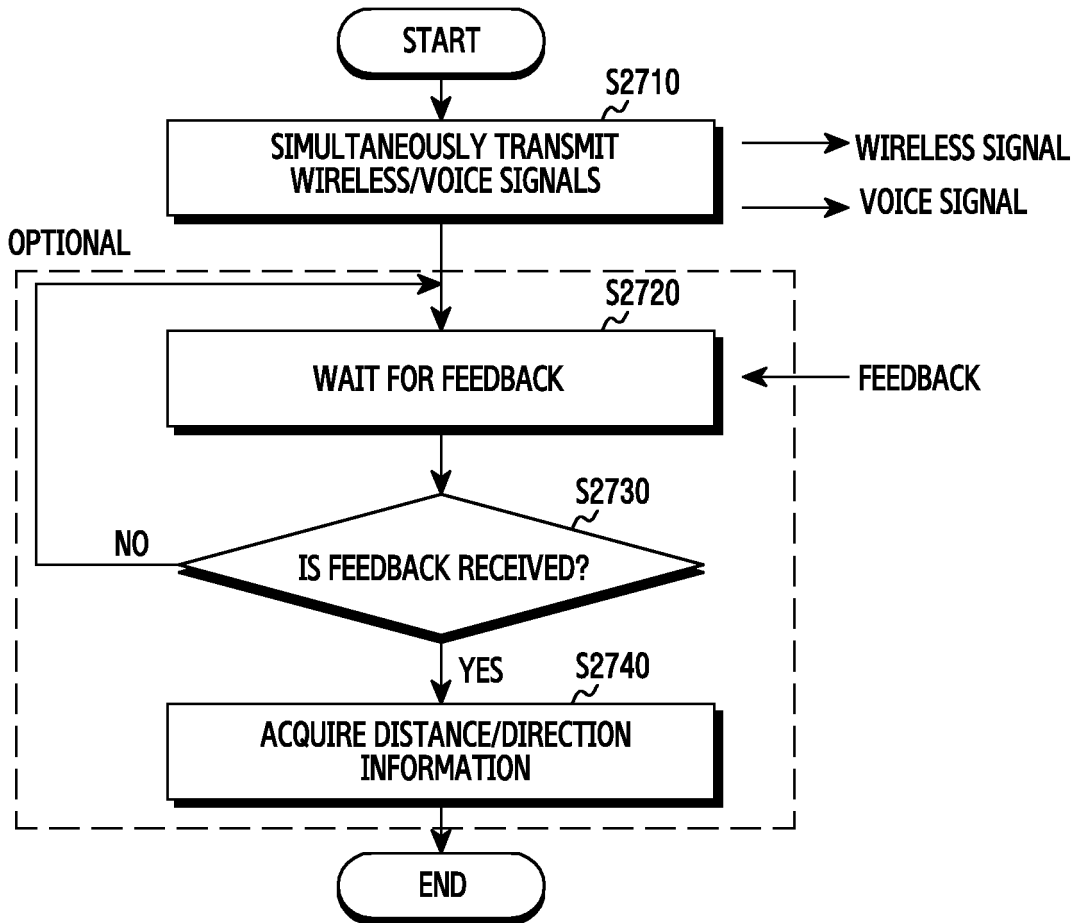 START
S2710
SIMULTANEOUSLY TRANSMIT
WIRELESS/VOICE SIGNALS
WIRELESS SIGNAL
VOICE SIGNAL
OPTIONAL
S2720
WAIT FOR FEEDBACK
FEEDBACK
S2730
IS FEEDBACK RECEIVED?
NO
YES
S2740
ACQUIRE DISTANCE/DIRECTION
INFORMATION
END